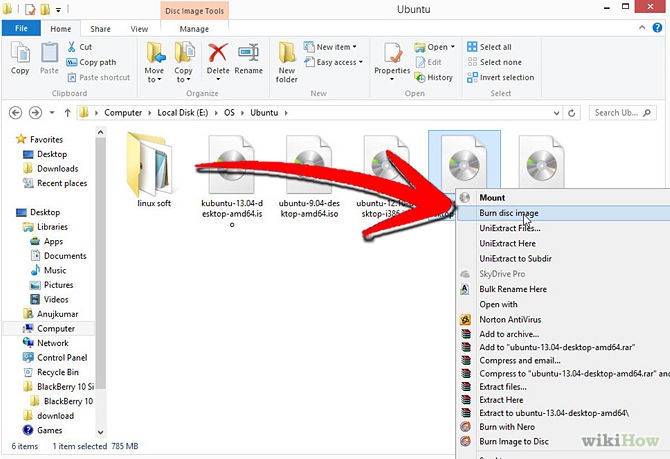 Disc Image Tools
Ubuntu
File
Home
Share
View
Manage
Copy
Paste
Cut
Copy path
Paste shortcut
Move to
Copy to
Delete
Rename
New folder
New item
Easy access
Properties
Open
Edit
History
Select all
Select none
Invert selection
Clipboard
Organize
New
Open
Select
Computer
Local Disk (E:)
OS
Ubuntu
Search Ub...
Favorites
Desktop
Downloads
Recent places
Desktop
Libraries
Apps
Documents
Music
Pictures
Videos
Anujkumar
Computer
Network
Control Panel
Recycle Bin
BlackBerry 10 Si
BlackBerry 10
download
Games
linux soft
kubuntu-13.04-d
esktop-amd64.is
o
ubuntu-9.04-de
sktop-amd64.iso
Mount
Burn disc image
UniExtract Files...
UniExtract Here
UniExtract to Subdir
SkyDrive Pro
Bulk Rename Here
Open with
Norton AntiVirus
Add to archive...
Add to "ubuntu-13.04-desktop-amd64.rar"
Compress and email...
Compress to "ubuntu-13.04-desktop-amd64.rar" and
Extract files...
Extract Here
Extract to ubuntu-13.04-desktop-amd64\
Burn with Nero
Burn Image to Disc
6 items
1 item selected
785 MB
wikiHow